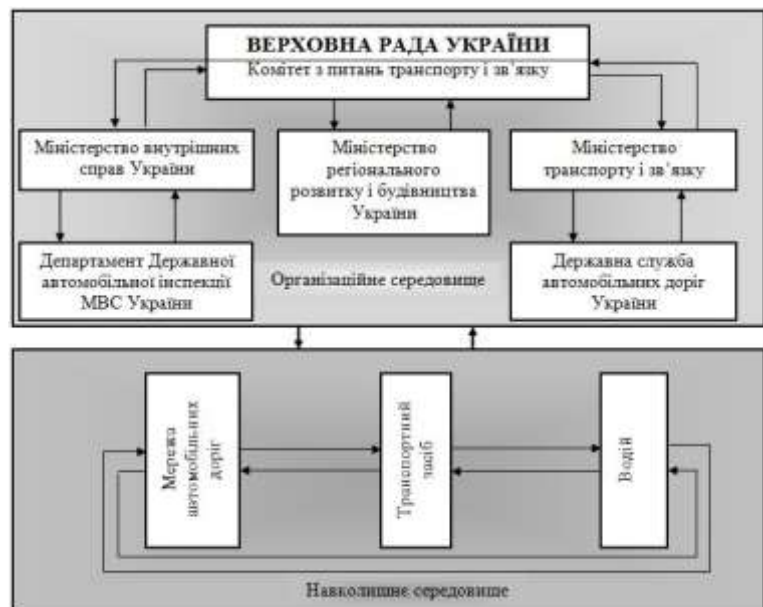 ВЕРХОВНА РАДА УКРАЇНИ
Комітет з питань транспорту і зв’язку
Міністерство внутрішних
справ України
Міністерство
регіонального
розвитку і будівництва
України
Міністерство
транспорту і зв’язку
Департамент Державної
автомобільної інспекції
МВС України
Організаційне середовище
Державна служба
автомобільних доріг
України
Мережа
автомобільних
доріг
Транспортний
засіб
Водій
Навколишнє середовище